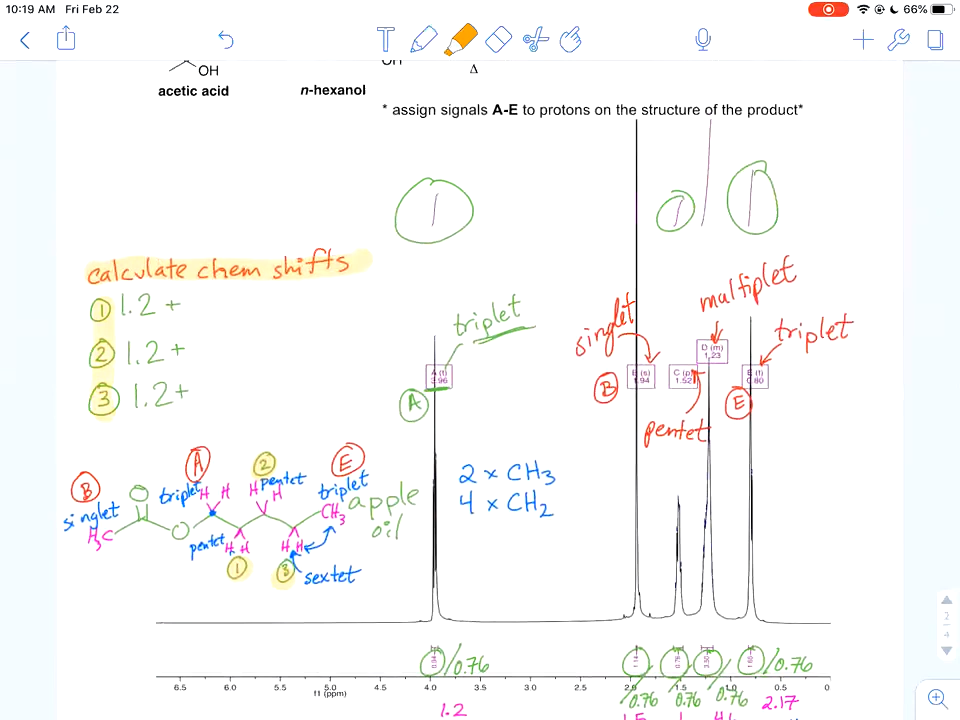 10:19 AM Fri Feb 22
66%
T
OH
OH
Δ
acetic acid
n-hexanol
* assign signals A-E to protons on the structure of the product*
calculate chem shifts
① 1.2 +
② 1.2 +
③ 1.2 +
triplet
singlet
multiplet
triplet
pentet
D (m)
1.23
A (t)
3.96
B (s)
1.94
C (p)
1.52
E (t)
0.80
A
B
E
B
A
2
E
singlet
O
triplet
H H
H H
pentet
triplet
CH3
apple
oil
H3C
O
pentet
H H
H H
1
3
sextet
2 x CH3
4 x CH2
/0.76
/0.76
/0.76
/0.76
/0.76
6.5 6.0 5.5 5.0 4.5 4.0 3.5 3.0 2.5 2.0 1.5 1.0 0.5 0
f1 (ppm)
1.2
2.17
2
4